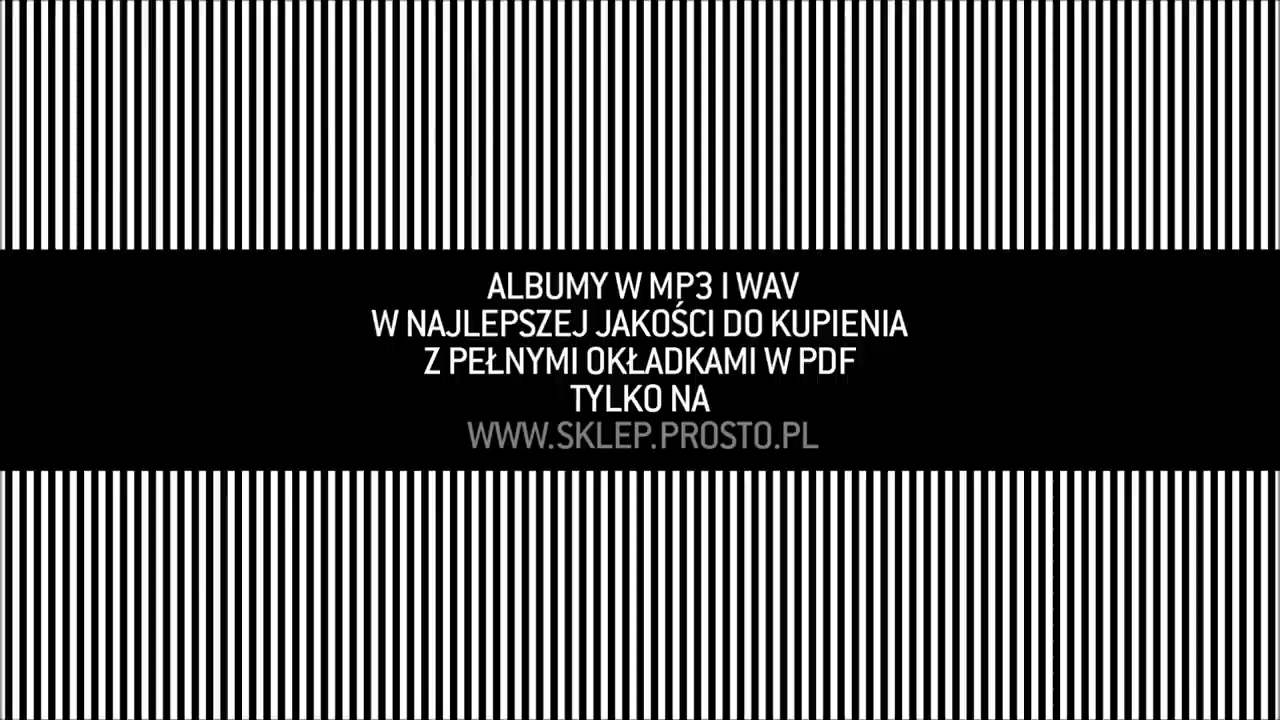 ALBUMY W MP3 I WAV
W NAJLEPSZEJ JAKOŚCI DO KUPIENIA
Z PEŁNYMI OKŁADKAMI W PDF
TYLKO NA
WWW.SKLEP.PROSTO.PL